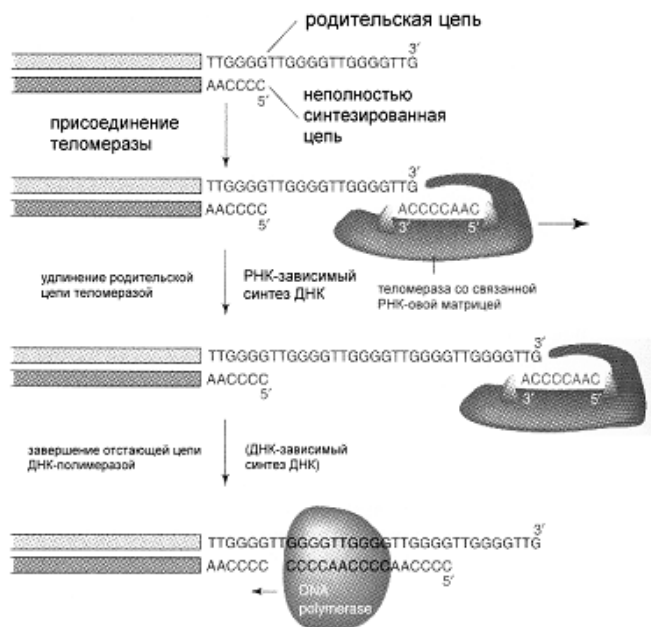 родительская цепь
3′
TTGGGGTTGGGGTTGGGGTTG
AACCCC
5′
неполностью
синтезированная
цепь
присоединение
теломеразы
3′
TTGGGGTTGGGGTTGGGGTTG
AACCCC
5′
ACCCCAAC
3′ 5′
удлинение родительской
цепи теломеразой
РНК-зависимый
синтез ДНК
теломераза со связанной
РНК-овой матрицей
3′
TTGGGGTTGGGGTTGGGGTTGGGGTTGGGGTTG
AACCCC
5′
ACCCCAAC
3′ 5′
завершение отстающей цепи
ДНК-полимеразой
(ДНК-зависимый
синтез ДНК)
3′
TTGGGGTTGGGGTTGGGGTTGGGGTTGGGGTTG
AACCCC CCCCAACCCCAACCCC
5′
DNA
polymerase